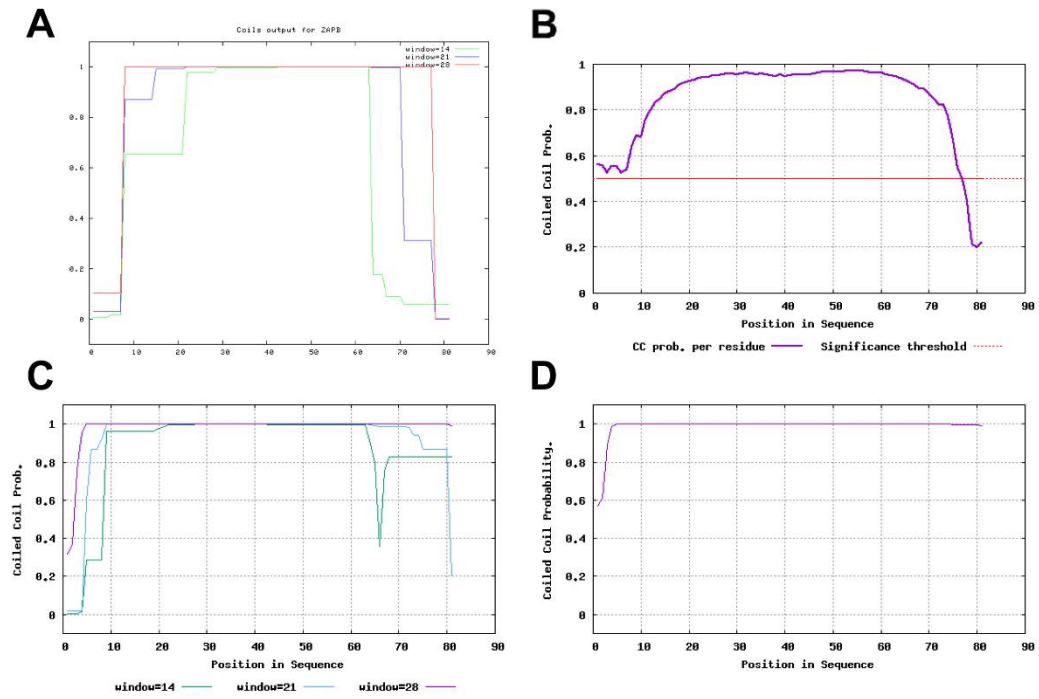 A
Coils output for ZAPB
window=14
window=21
window=28
1
0.8
0.6
0.4
0.2
0
0 10 20 30 40 50 60 70 80 90
B
Coiled Coil Prob.
1
0.8
0.6
0.4
0.2
0
0 10 20 30 40 50 60 70 80 90
Position in Sequence
CC prob. per residue Significance threshold
C
Coiled Coil Prob.
1
0.8
0.6
0.4
0.2
0
0 10 20 30 40 50 60 70 80 90
Position in Sequence
window=14 window=21 window=28
D
Coiled Coil Probability.
1
0.8
0.6
0.4
0.2
0
0 10 20 30 40 50 60 70 80 90
Position in Sequence